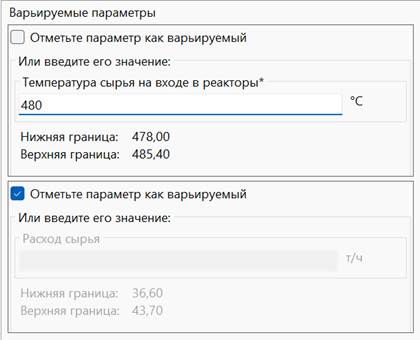 Варьируемые параметры
Отметьте параметр как варьируемый
Или введите его значение:
Температура сырья на входе в реакторы*
480 °C
Нижняя граница: 478,00
Верхняя граница: 485,40
Отметьте параметр как варьируемый
Или введите его значение:
Расход сырья
т/ч
Нижняя граница: 36,60
Верхняя граница: 43,70